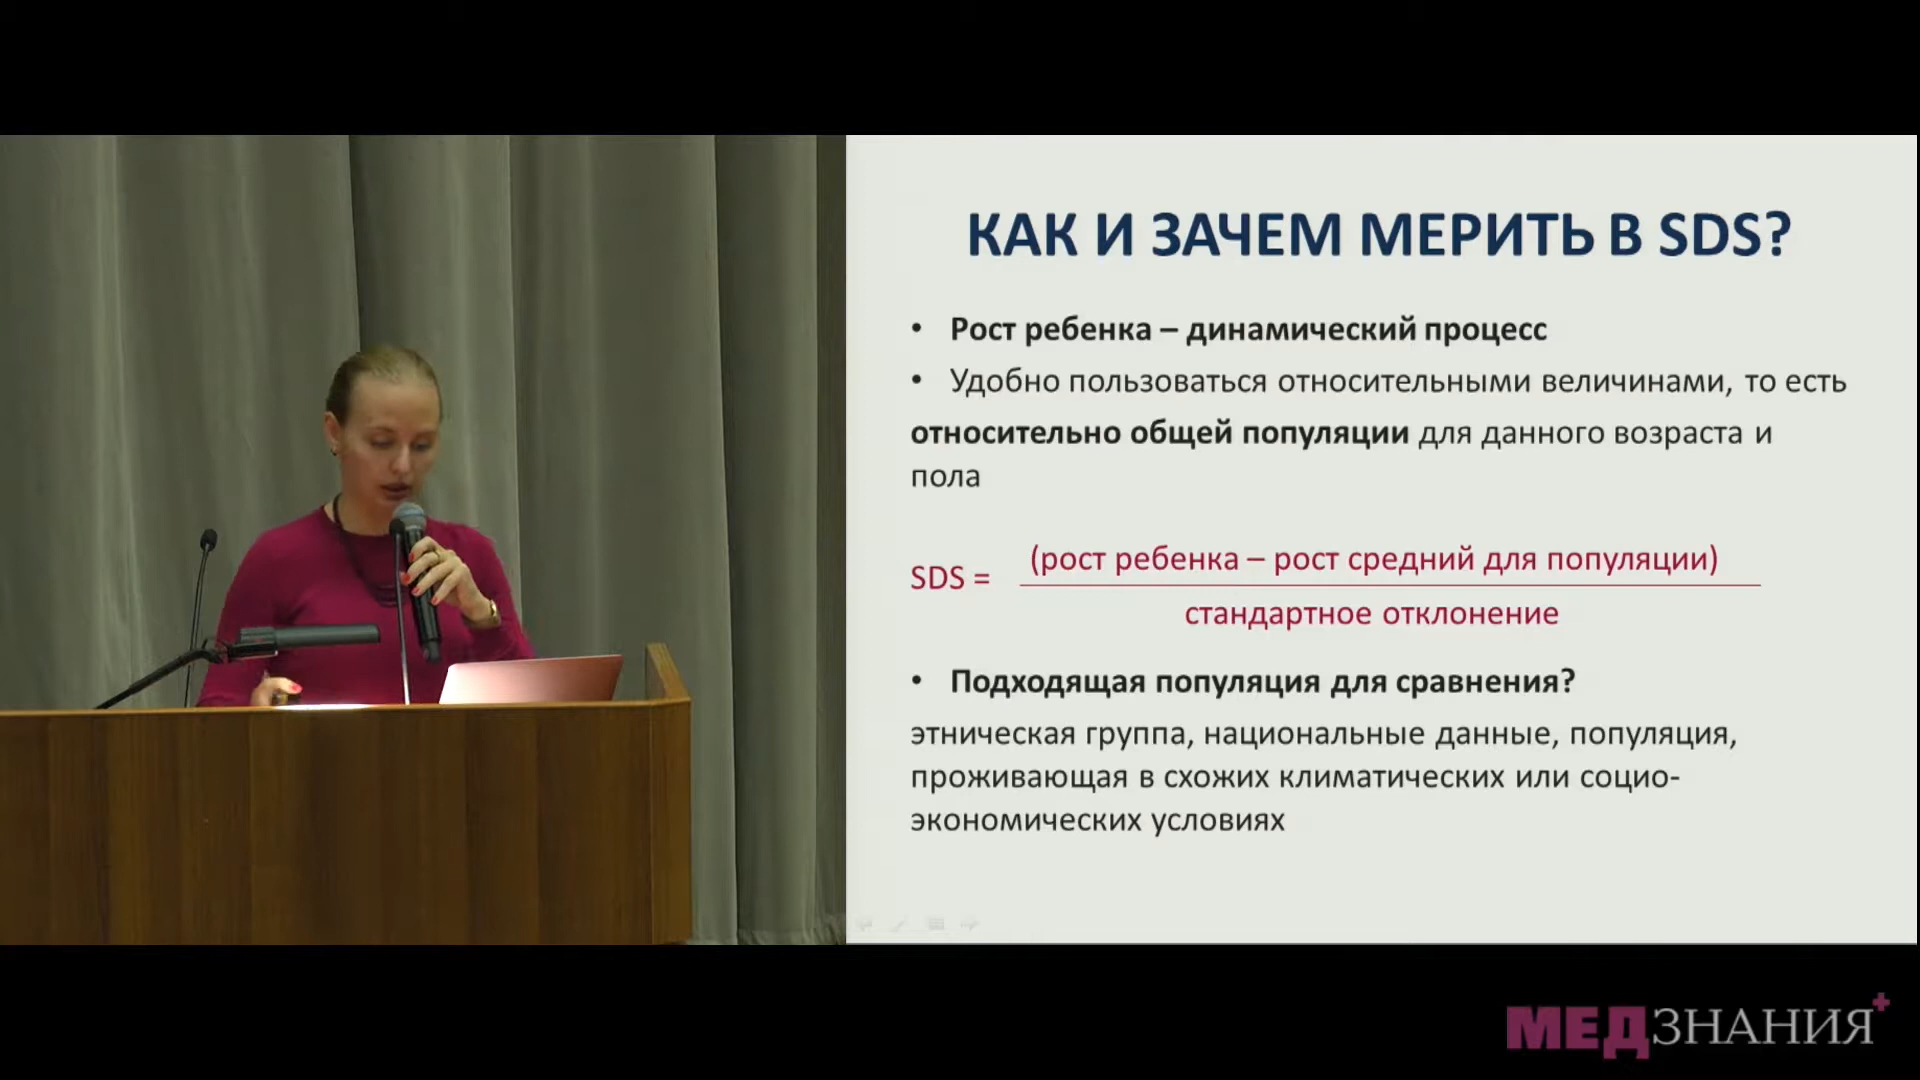 КАК И ЗАЧЕМ МЕРИТЬ В SDS?
• Рост ребенка – динамический процесс
• Удобно пользоваться относительными величинами, то есть
относительно общей популяции для данного возраста и
пола
(рост ребенка – рост средний для популяции)
SDS =
стандартное отклонение
• Подходящая популяция для сравнения?
этническая группа, национальные данные, популяция,
проживающая в схожих климатических или социо-
экономических условиях
МЕДЗНАНИЯ+